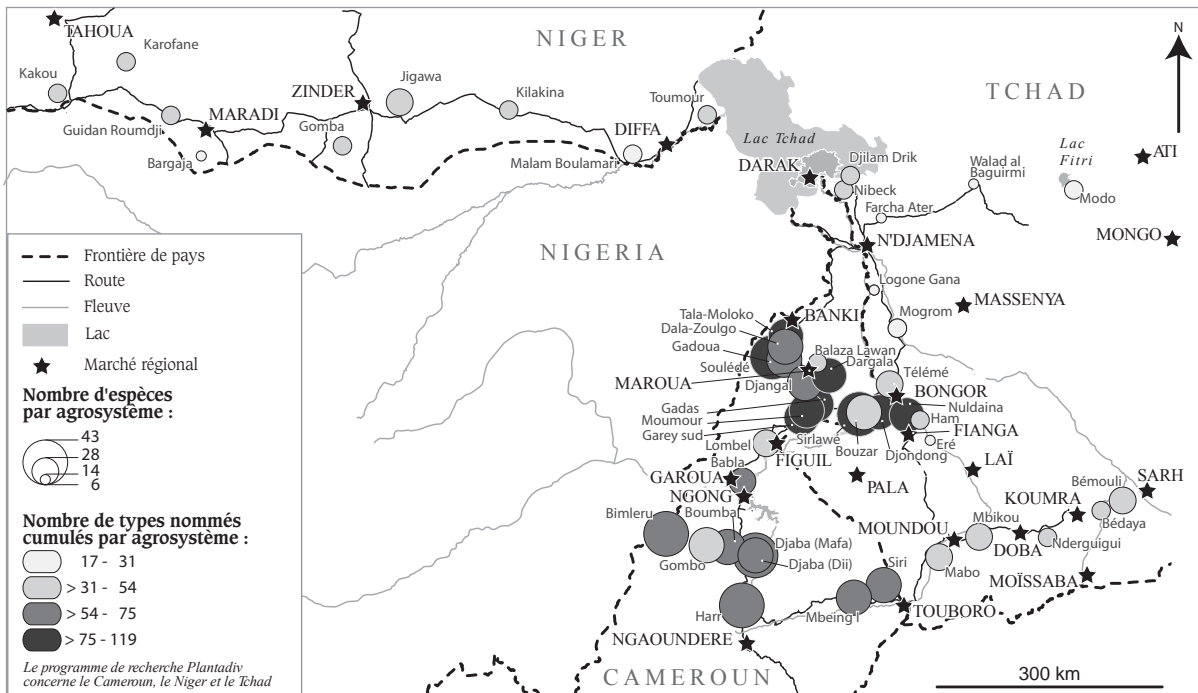 NIGER
TCHAD
NIGERIA
CAMEROUN
N
TAHOUA
Karofane
Kakou
Guidan Roumdji
MARADI
Bargaja
ZINDER
Gomba
Jigawa
Kilakina
Toumour
DIFFA
Malam Boulamari
Lac Tchad
DARAK
Djilam Drik
Nibeck
Walad al
Baguirmi
Farcha Ater
Lac
Fitri
ATI
Modo
MONGO
N'DJAMENA
Logone Gana
MASSENYA
Mogrom
Tala-Moloko
BANKI
Dala-Zoulgo
Gadoua
Soulédé
Balaza Lawan
Dargala
MAROUA
Djangal
Télémé
BONGOR
Gadas
Moumour
Garey sud
Nuldaina
Ham
FIANGA
Sirlawé
Bouzar
Djondong
Eré
Lombel
FIGUIL
Babla
GAROUA
NGONG
PALA
LAÏ
Bémouli
SARH
KOUMRA
Bédaya
Bimleru
Boumba
MOUNDOU
Mbikou
DOBA
Nderguigui
Gombo
Djaba (Mafa)
Djaba (Dii)
Siri
Mabo
MOÏSSABA
Harr
Mbeing I
TOUBORO
NGAOUNDERE
300 km
Frontière de pays
Route
Fleuve
Lac
Marché régional
Nombre d'espèces
par agrosystème :
43
28
14
6
Nombre de types nommés
cumulés par agrosystème :
17 - 31
> 31 - 54
> 54 - 75
> 75 - 119
Le programme de recherche Plantadiv
concerne le Cameroun, le Niger et le Tchad